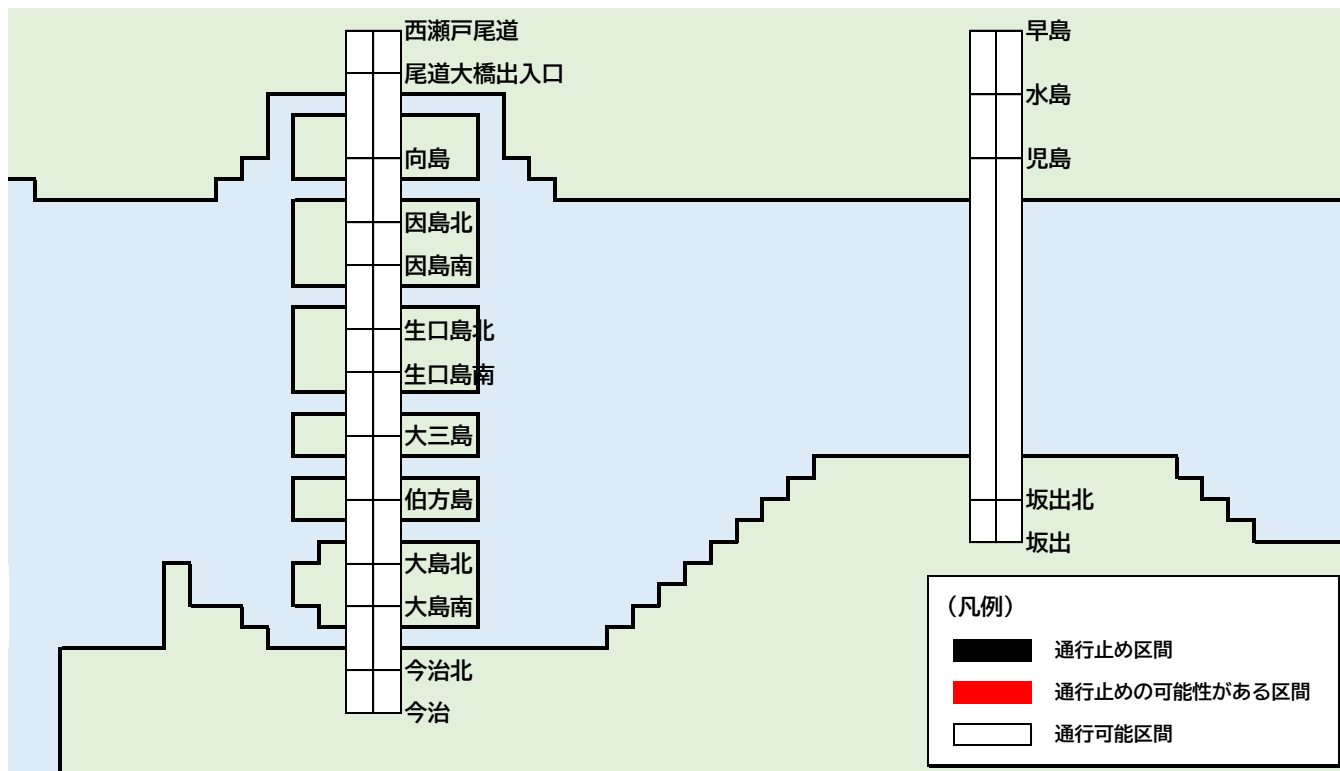 西瀬戸尾道
尾道大橋出入口
向島
因島北
因島南
生口島北
生口島南
大三島
伯方島
大島北
大島南
今治北
今治
早島
水島
児島
坂出北
坂出
（凡例）
通行止め区間
通行止めの可能性がある区間
通行可能区間